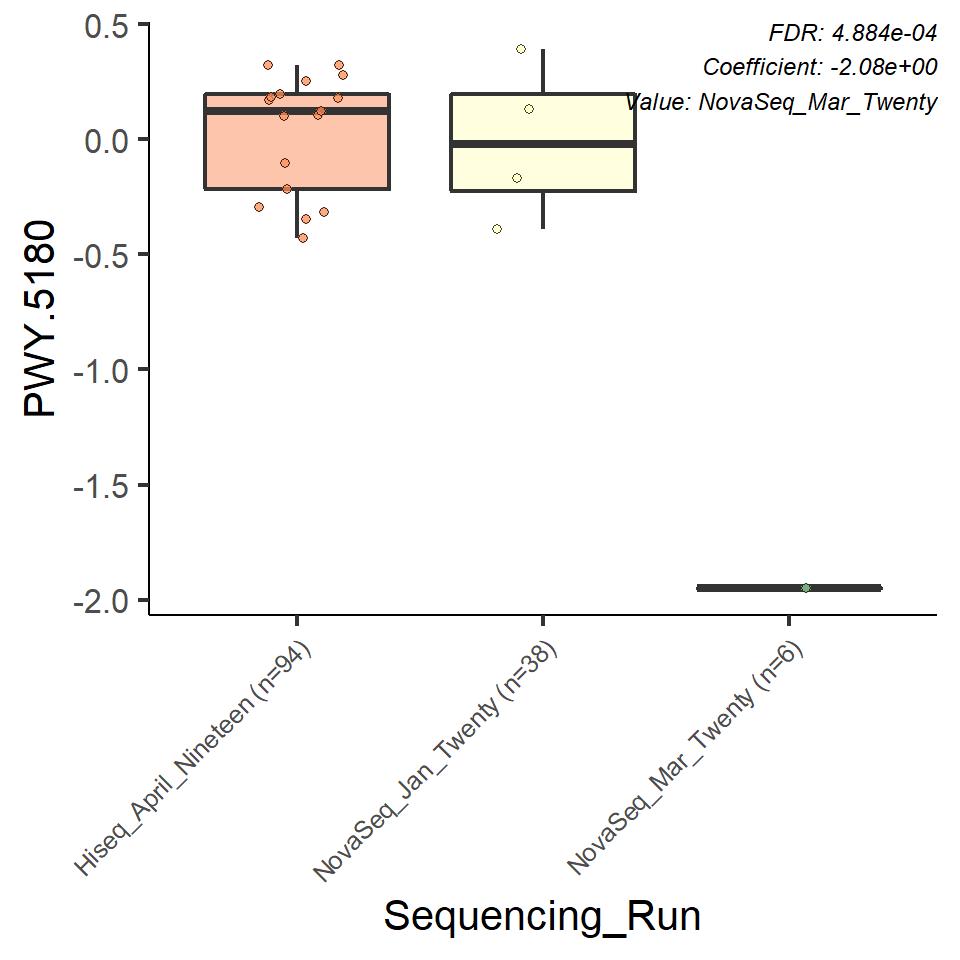 FDR: 4.884e-04
Coefficient: -2.08e+00
Value: NovaSeq_Mar_Twenty
PWY.5180
0.5
0.0
-0.5
-1.0
-1.5
-2.0
Hiseq_April_Nineteen (n=94)
NovaSeq_Jan_Twenty (n=38)
NovaSeq_Mar_Twenty (n=6)
Sequencing_Run